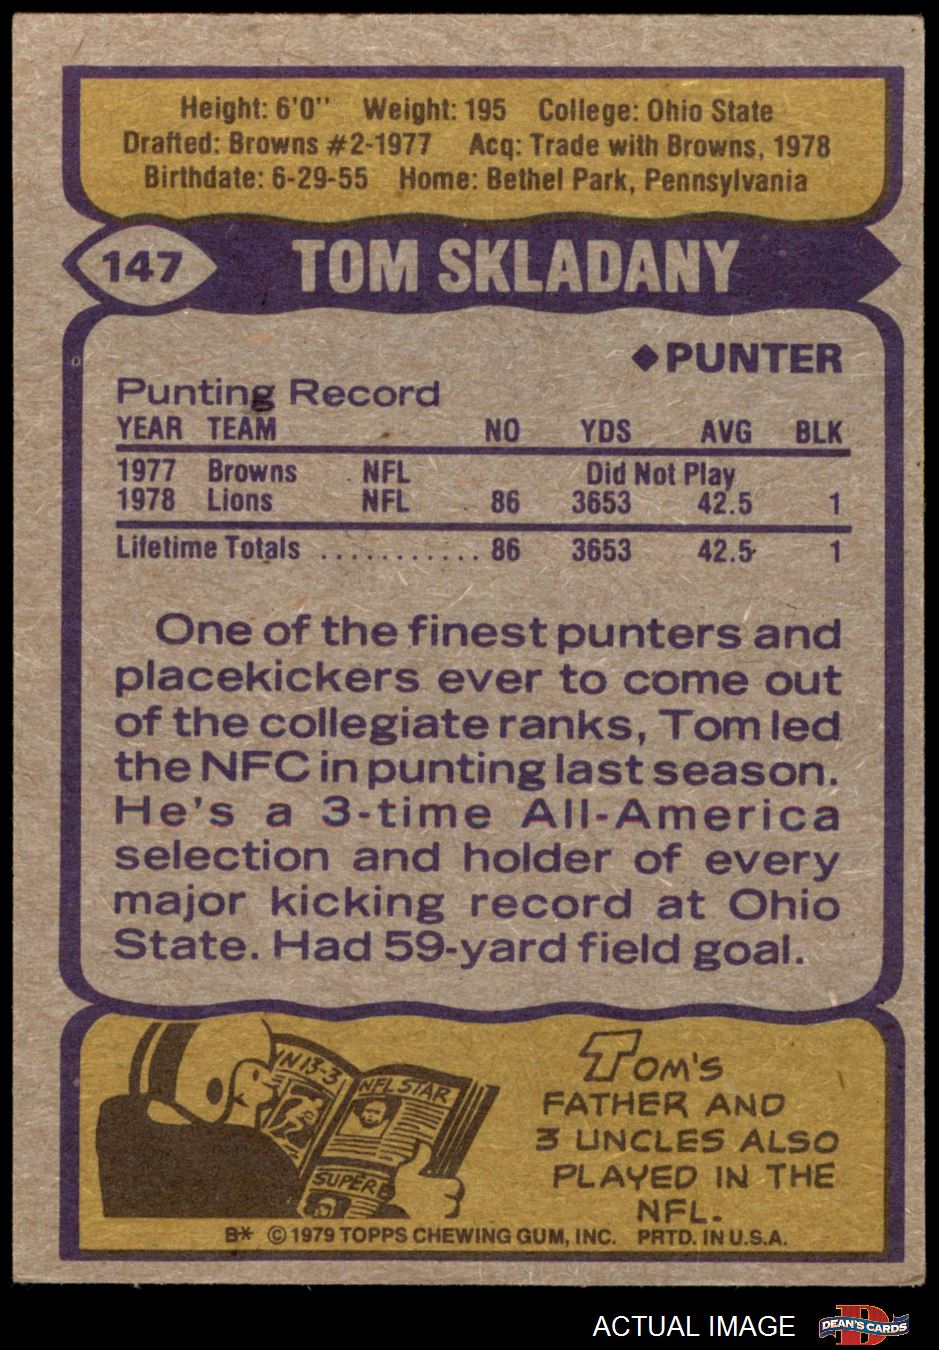 Height: 6'0'' Weight: 195 College: Ohio State
Drafted: Browns #2-1977 Acq: Trade with Browns, 1978
Birthdate: 6-29-55 Home: Bethel Park, Pennsylvania
147 TOM SKLADANY
◆PUNTER
Punting Record
YEAR TEAM NO YDS AVG BLK
1977 Browns NFL Did Not Play
1978 Lions NFL 86 3653 42.5 1
Lifetime Totals ........... 86 3653 42.5 1
One of the finest punters and
placekickers ever to come out
of the collegiate ranks, Tom led
the NFC in punting last season.
He's a 3-time All-America
selection and holder of every
major kicking record at Ohio
State. Had 59-yard field goal.
IN 13-3
NFL STAR
SUPER
TOM'S
FATHER AND
3 UNCLES ALSO
PLAYED IN THE
NFL.
B* © 1979 TOPPS CHEWING GUM, INC. PRTD. IN U.S.A.
ACTUAL IMAGE
DEAN'S CARDS